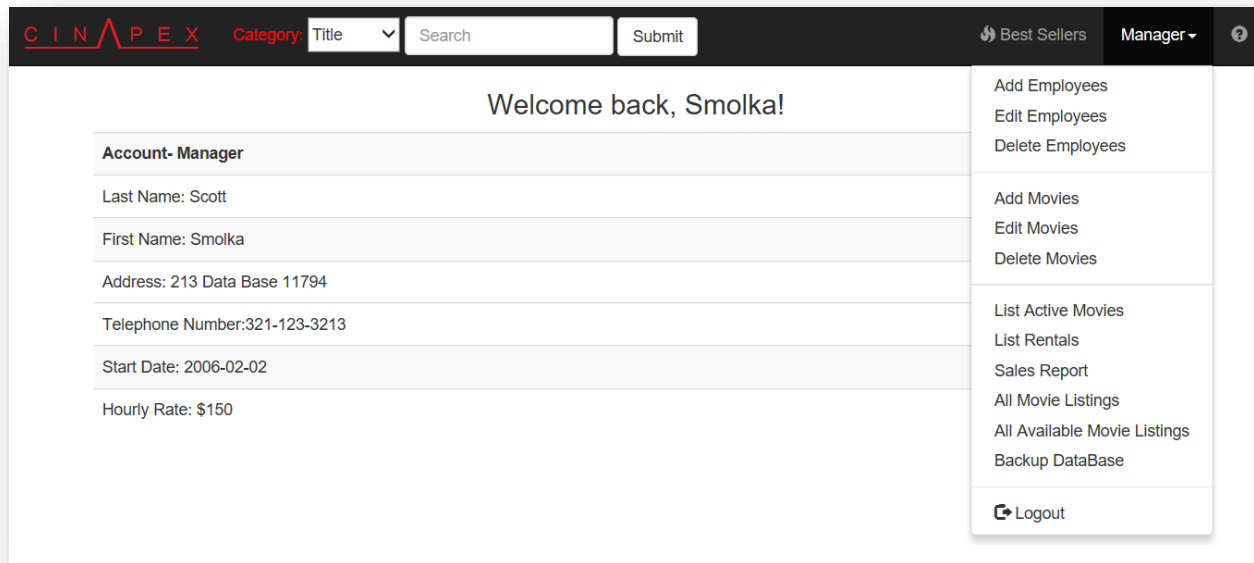 CINAPEX Category: Title Search Submit Best Sellers Manager
Welcome back, Smolka!
Account- Manager
Last Name: Scott
First Name: Smolka
Address: 213 Data Base 11794
Telephone Number:321-123-3213
Start Date: 2006-02-02
Hourly Rate: $150
Add Employees
Edit Employees
Delete Employees
Add Movies
Edit Movies
Delete Movies
List Active Movies
List Rentals
Sales Report
All Movie Listings
All Available Movie Listings
Backup DataBase
Logout